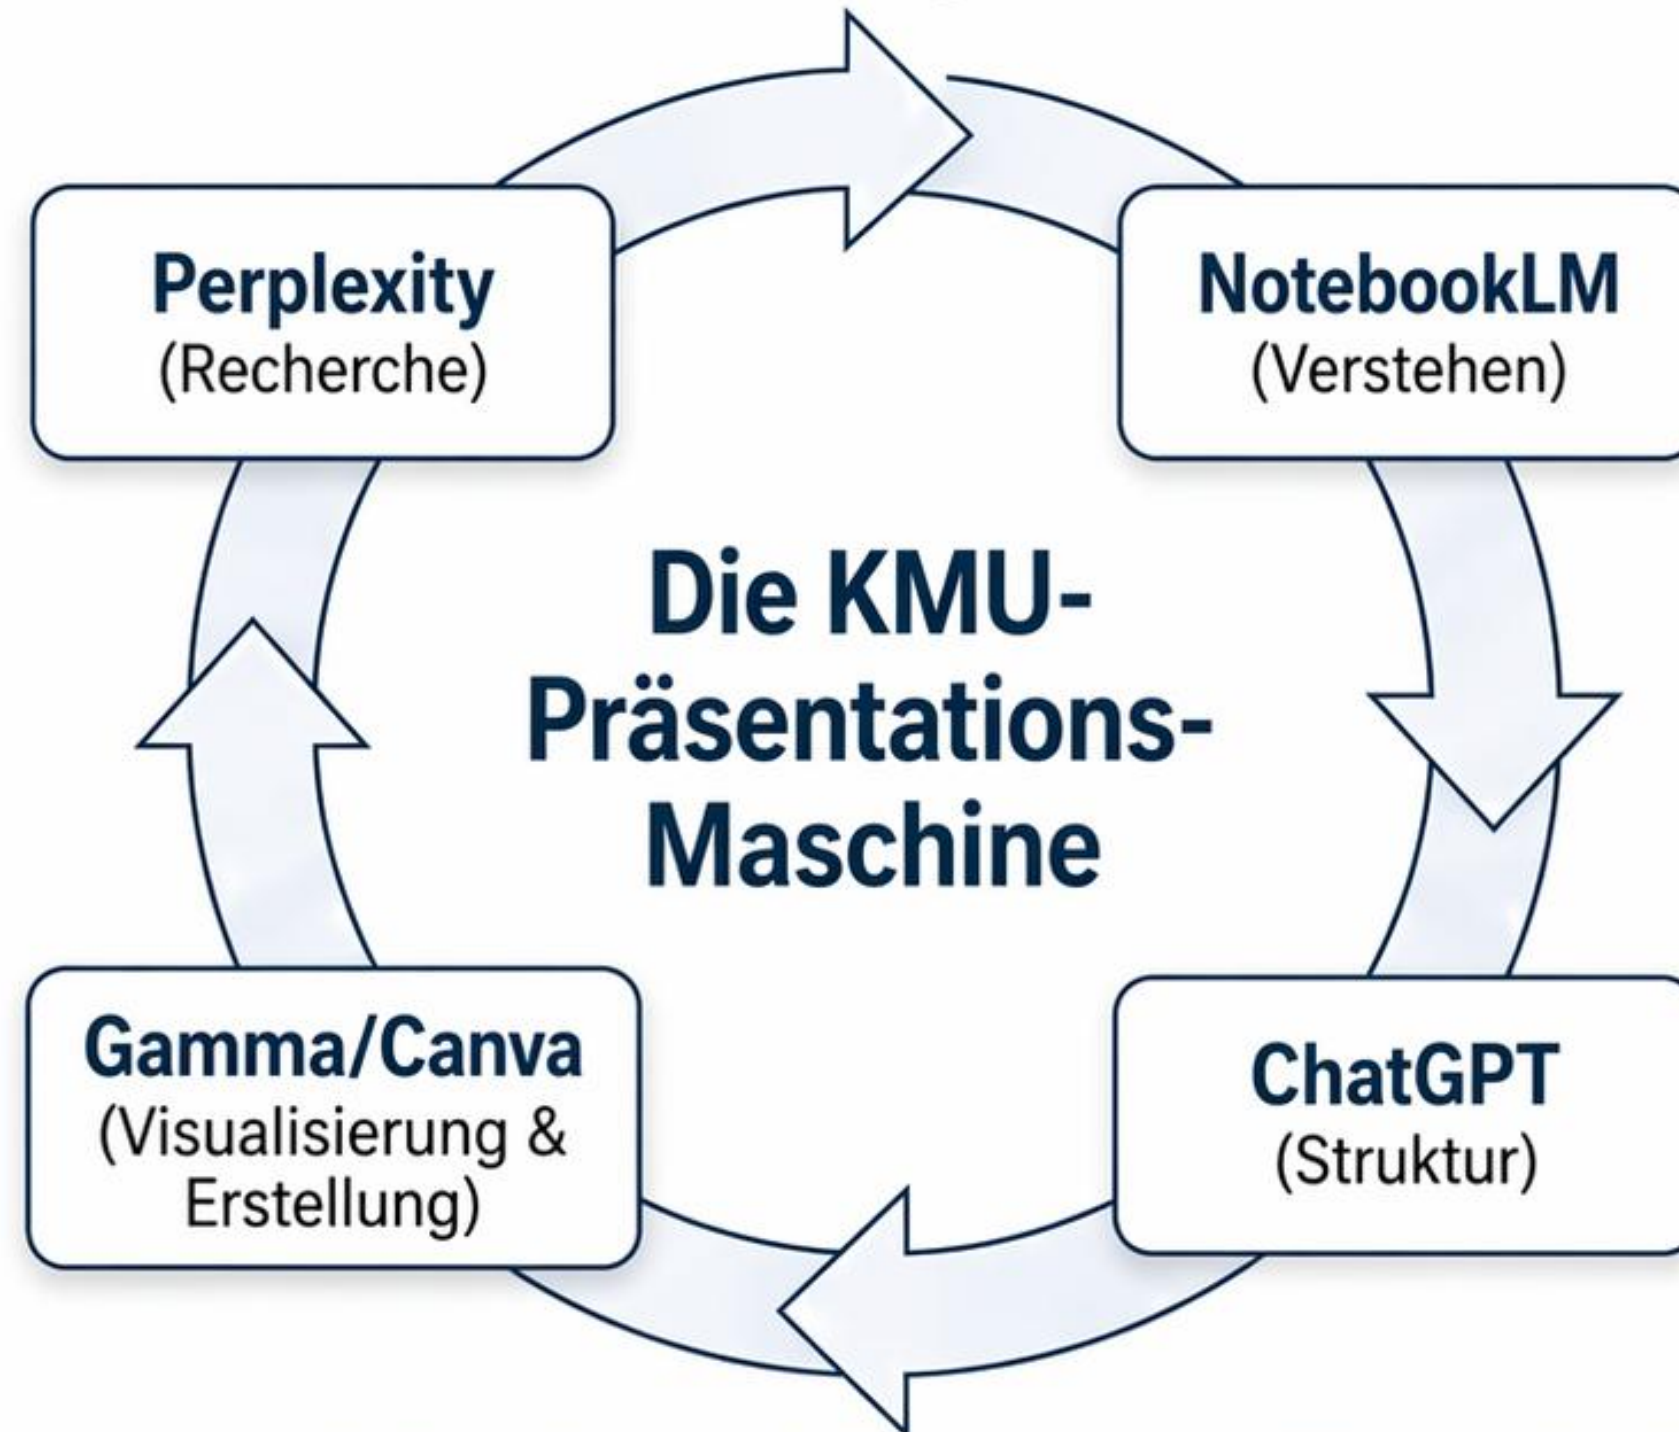 Perplexity
(Recherche)
NotebookLM
(Verstehen)
Die KMU-
Präsentations-
Maschine
Gamma/Canva
(Visualisierung &
Erstellung)
ChatGPT
(Struktur)